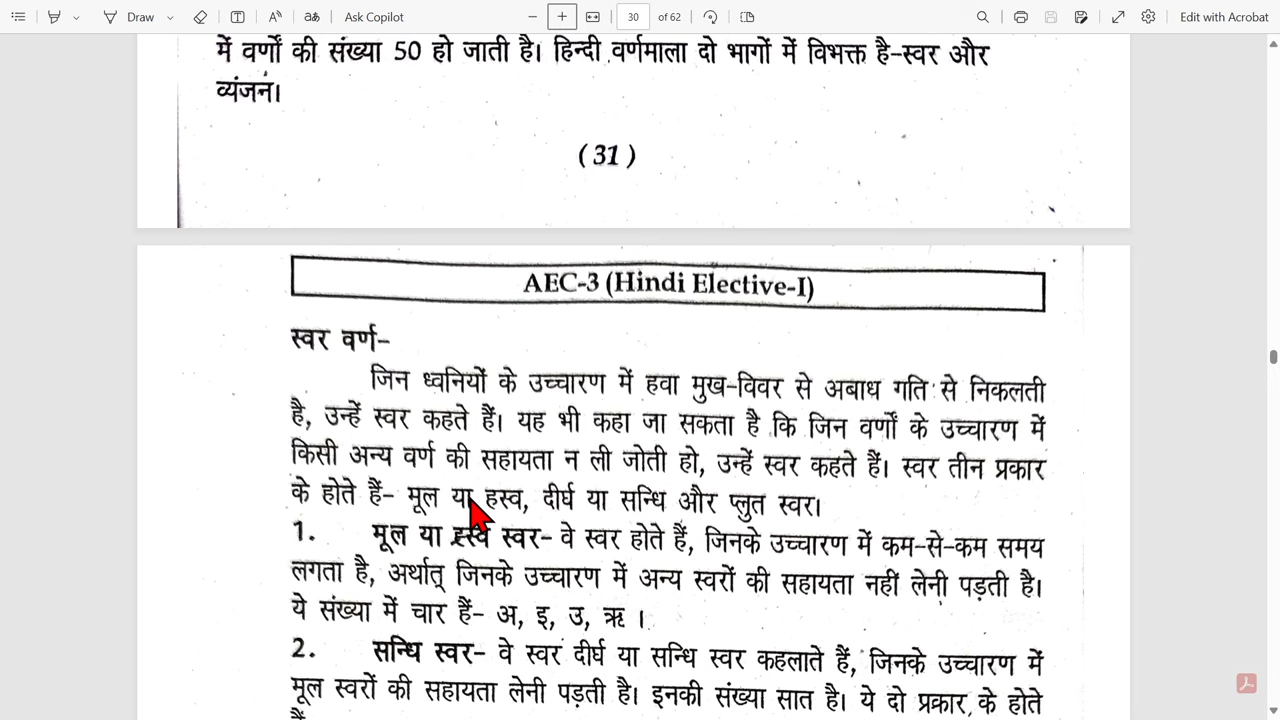 Draw
Ask Copilot
30 of 62
Edit with Acrobat
में वर्णों की संख्या 50 हो जाती है। हिन्दी वर्णमाला दो भागों में विभक्त है-स्वर और
व्यंजन।
(31)
AEC-3 (Hindi Elective-I)
स्वर वर्ण-
जिन ध्वनियों के उच्चारण में हवा मुख-विवर से अबाध गति से निकलती
है, उन्हें स्वर कहते हैं। यह भी कहा जा सकता है कि जिन वर्णों के उच्चारण में
किसी अन्य वर्ण की सहायता न ली जोती हो, उन्हें स्वर कहते हैं। स्वर तीन प्रकार
के होते हैं- मूल या हस्व, दीर्घ या सन्धि और प्लुत स्वर।
1. मूल या ह्स्व स्वर- वे स्वर होते हैं, जिनके उच्चारण में कम-से-कम समय
लगता है, अर्थात् जिनके उच्चारण में अन्य स्वरों की सहायता नहीं लेनी पड़ती है।
ये संख्या में चार हैं- अ, इ, उ, ऋ ।
2. सन्धि स्वर- वे स्वर दीर्घ या सन्धि स्वर कहलाते हैं, जिनके उच्चारण में
मूल स्वरों की सहायता लेनी पड़ती है। इनकी संख्या सात है। ये दो प्रकार के होते
हैं